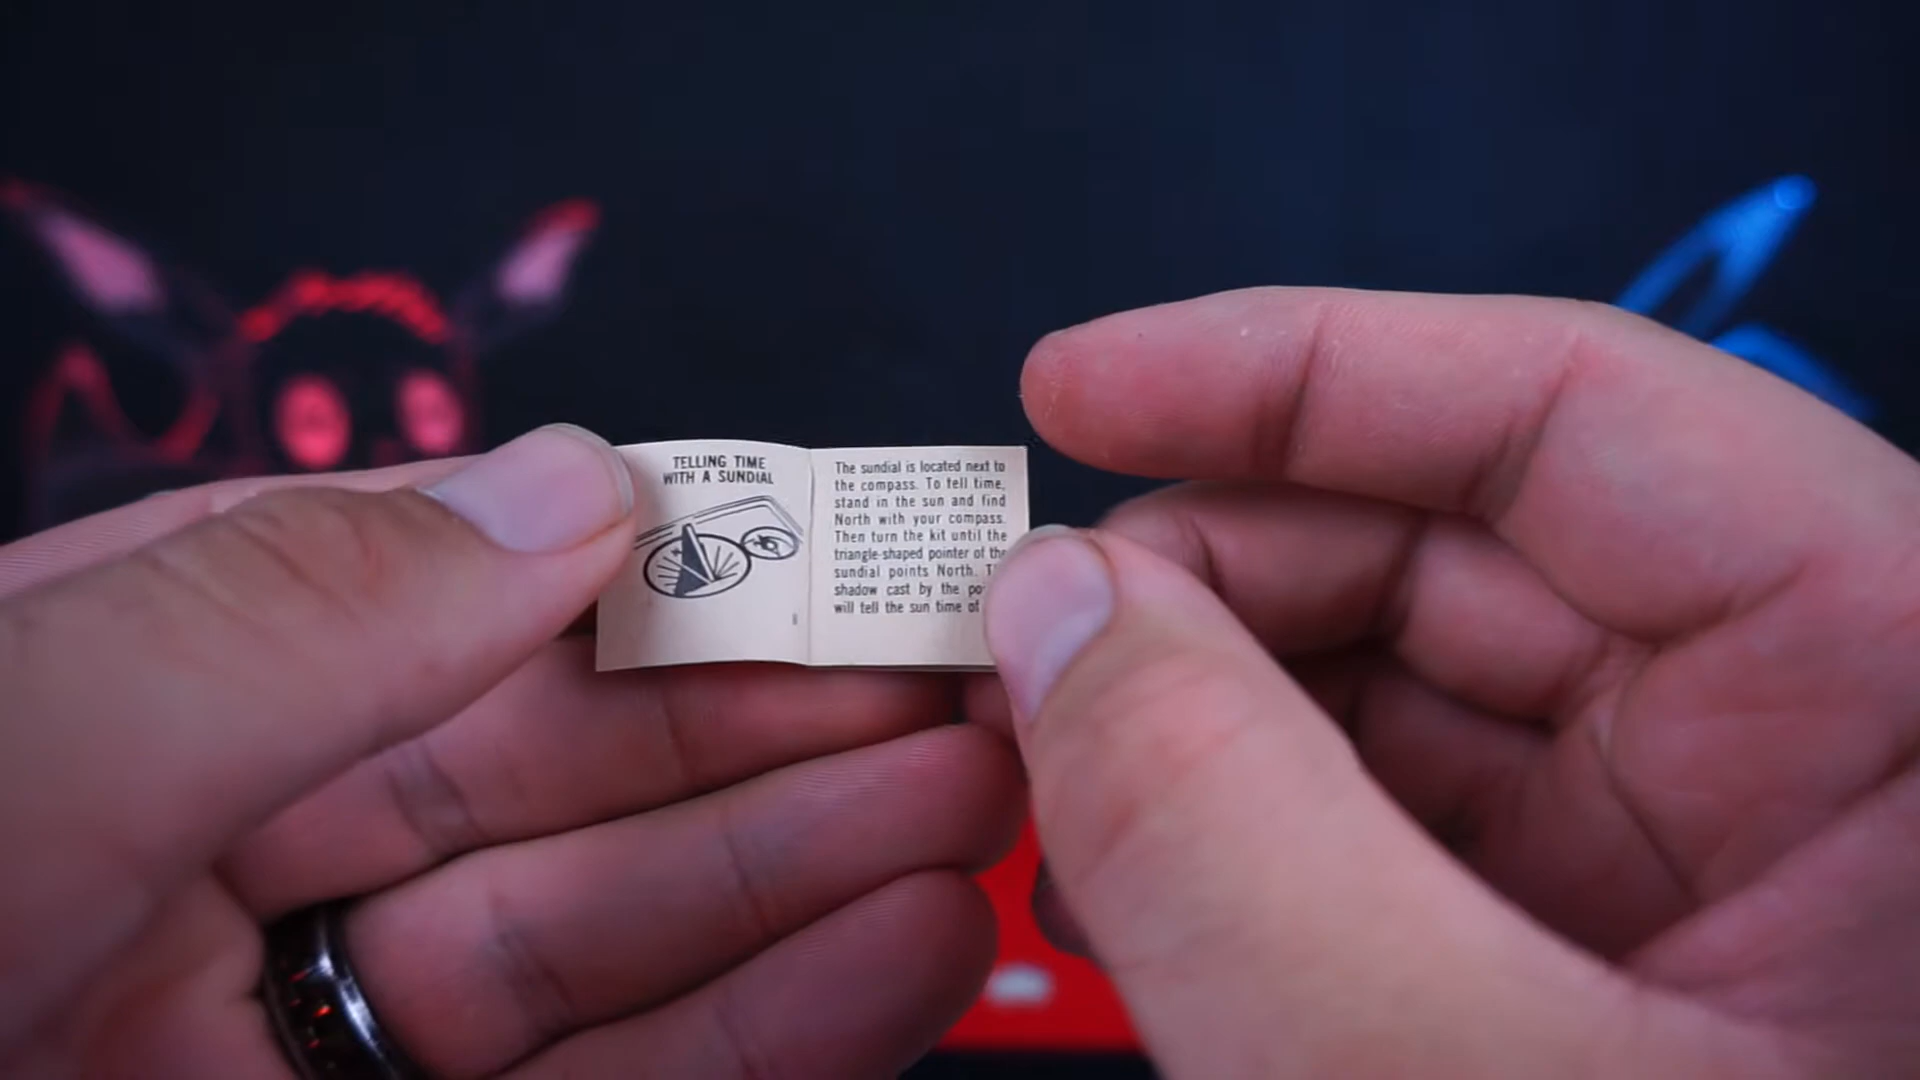 TELLING TIME
WITH A SUNDIAL
8
The sundial is located next to
the compass. To tell time,
stand in the sun and find
North with your compass.
Then turn the kit until the
triangle-shaped pointer of the
sundial points North.
shadow cast by the
will tell the sun time of